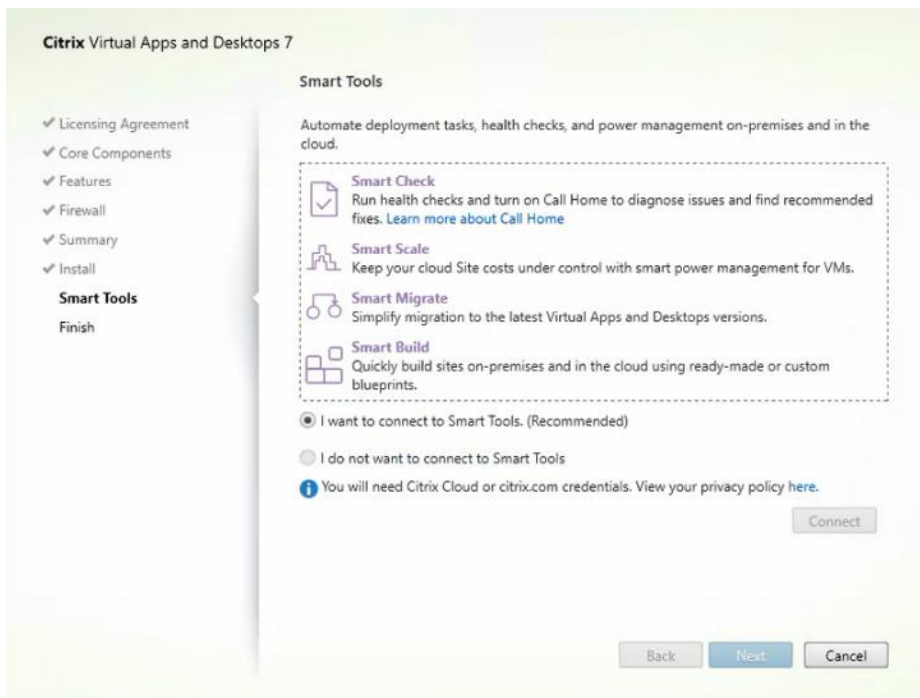 Citrix Virtual Apps and Desktops 7
Smart Tools
✔ Licensing Agreement
✔ Core Components
✔ Features
✔ Firewall
✔ Summary
✔ Install
Smart Tools
Finish
Automate deployment tasks, health checks, and power management on-premises and in the
cloud.
Smart Check
Run health checks and turn on Call Home to diagnose issues and find recommended
fixes. Learn more about Call Home
Smart Scale
Keep your cloud Site costs under control with smart power management for VMs.
Smart Migrate
Simplify migration to the latest Virtual Apps and Desktops versions.
Smart Build
Quickly build sites on-premises and in the cloud using ready-made or custom
blueprints.
I want to connect to Smart Tools. (Recommended)
I do not want to connect to Smart Tools
You will need Citrix Cloud or citrix.com credentials. View your privacy policy here.
Connect
Back
Next
Cancel